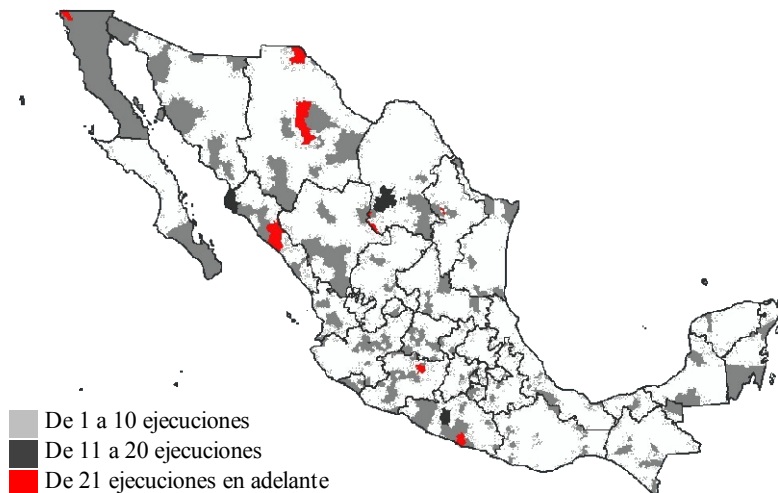 De 1 a 10 ejecuciones
De 11 a 20 ejecuciones
De 21 ejecuciones en adelante